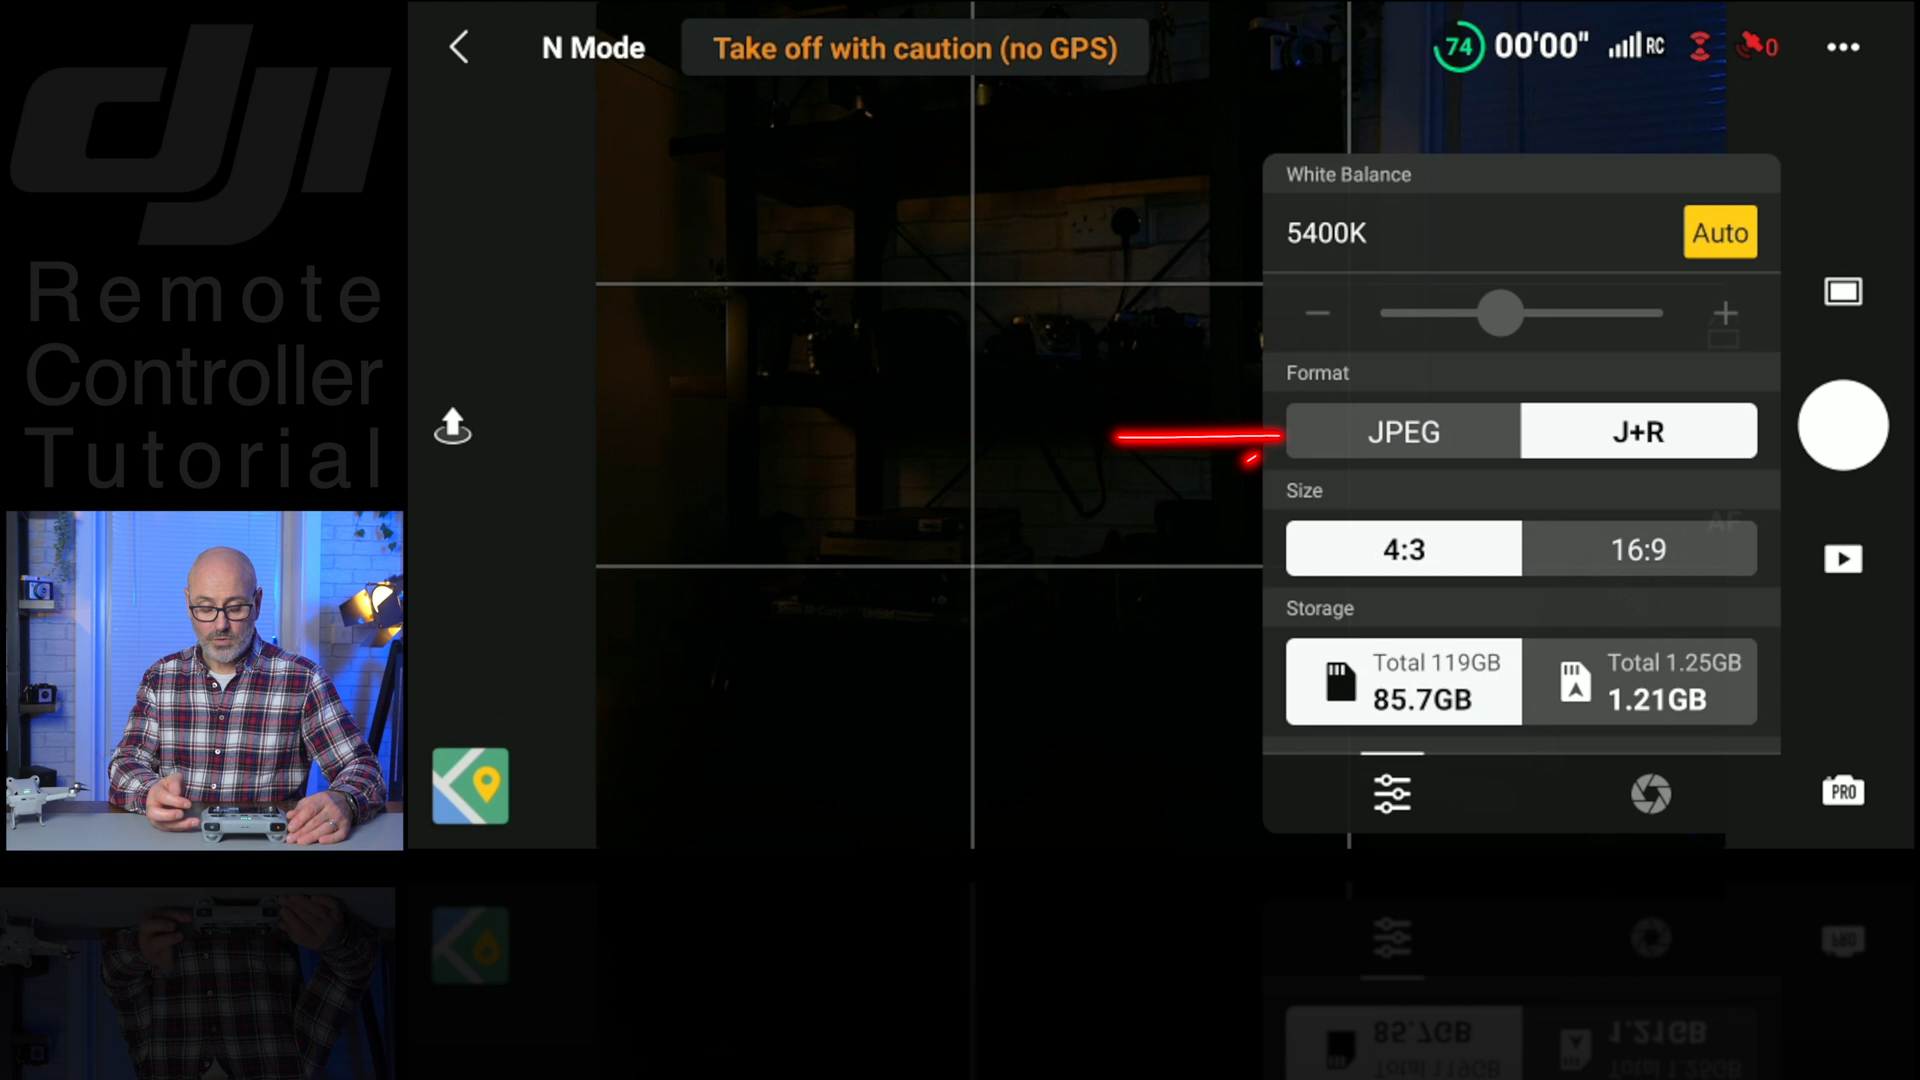 dji
Remote
Controller
Tutorial
N Mode
Take off with caution (no GPS)
74
00'00"
RC
0
White Balance
5400K
Auto
Format
JPEG
J+R
Size
4:3
16:9
AF
Storage
Total 119GB
85.7GB
Total 1.25GB
1.21GB
PRO